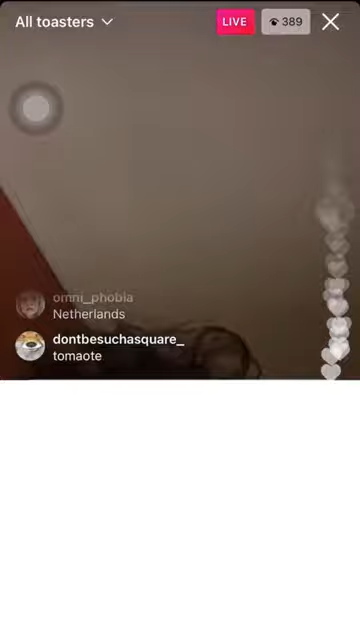 All toasters
LIVE
389
omni_phobia
Netherlands
dontbesuchasquare_
tomaote